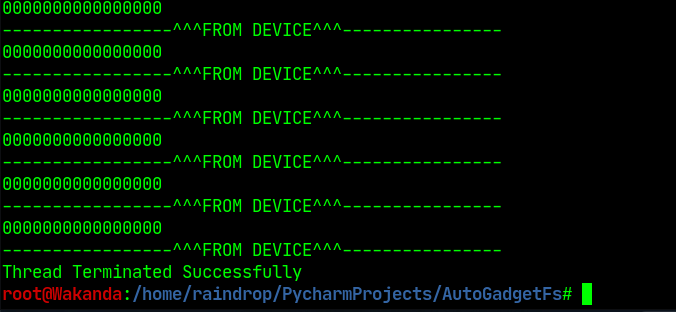 0000000000000000
-----------------^^^FROM DEVICE^^^----------------
0000000000000000
-----------------^^^FROM DEVICE^^^----------------
0000000000000000
-----------------^^^FROM DEVICE^^^----------------
0000000000000000
-----------------^^^FROM DEVICE^^^----------------
0000000000000000
-----------------^^^FROM DEVICE^^^----------------
0000000000000000
-----------------^^^FROM DEVICE^^^----------------
Thread Terminated Successfully
root@Wakanda:/home/raindrop/PycharmProjects/AutoGadgetFs#